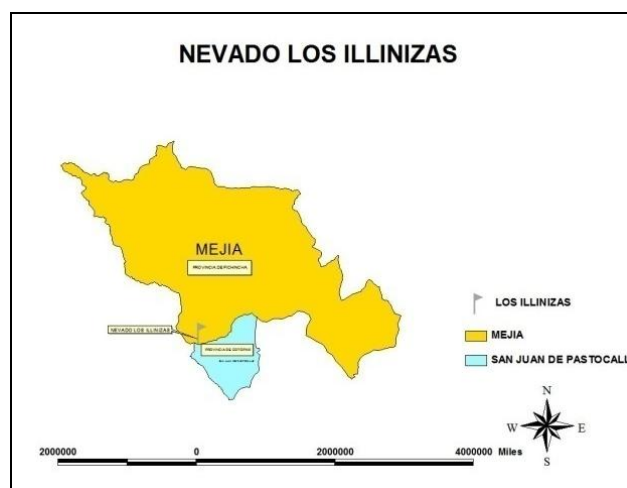 NEVADO LOS ILLINIZAS
MEJIA
PROVINCIA DE PICHINCHA
NEVADO LOS ILLINIZAS
PROVINCIA DE COTOPAXI
LOS ILLINIZAS
MEJIA
SAN JUAN DE PASTOCALL
N
W
E
S
2000000 0 2000000 4000000 Miles